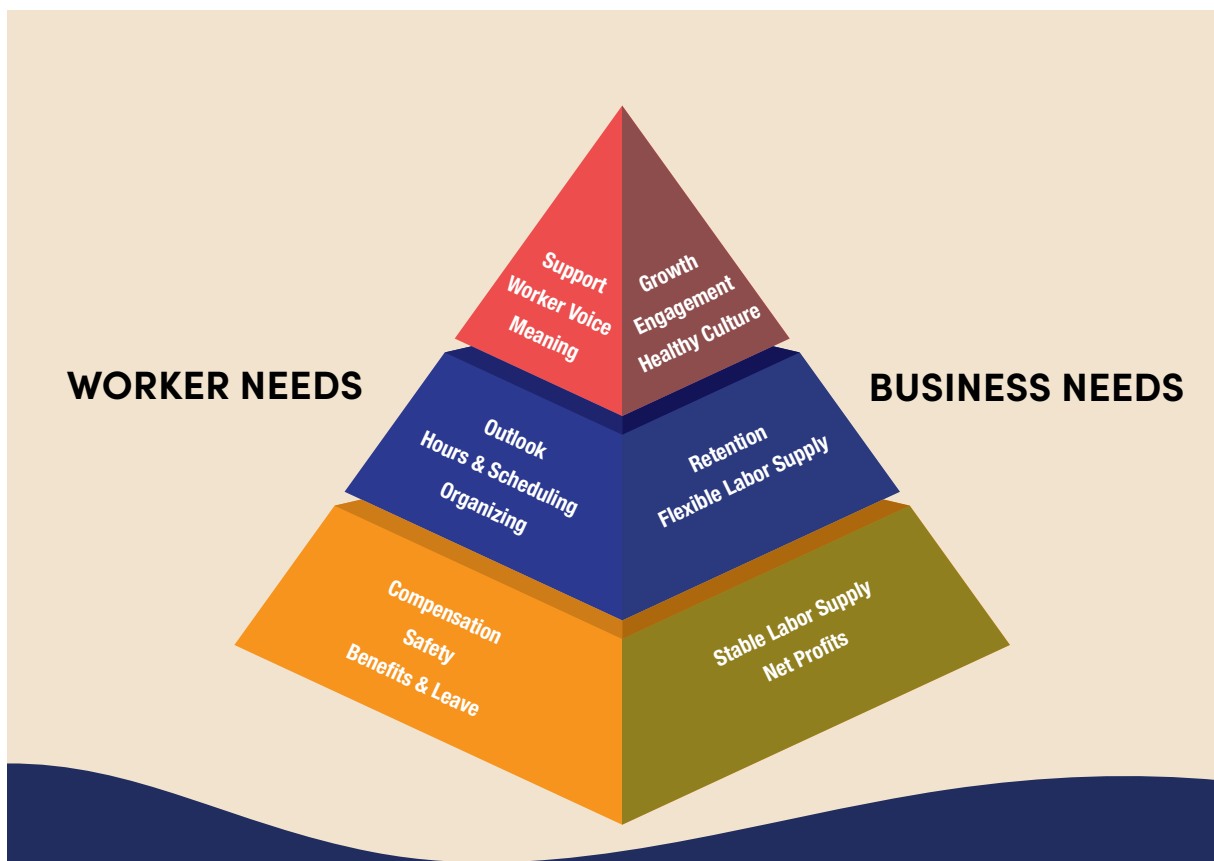 WORKER NEEDS
Support
Worker Voice
Meaning
Outlook
Hours & Scheduling
Organizing
Compensation
Safety
Benefits & Leave
BUSINESS NEEDS
Growth
Engagement
Healthy Culture
Retention
Flexible Labor Supply
Stable Labor Supply
Net Profits